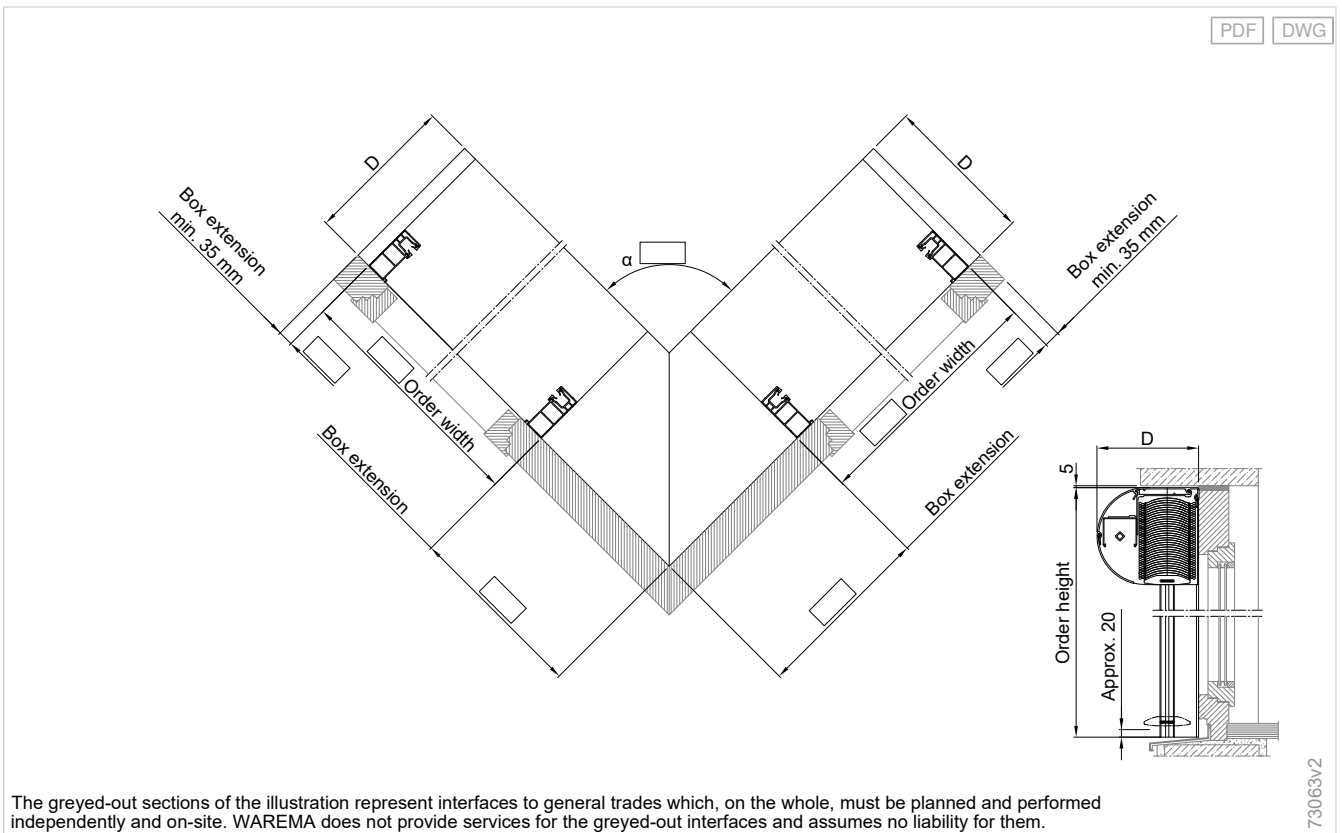 PDF DWG
D
D
Box extension
min. 35 mm
Box extension
min. 35 mm
α
Order width
Order width
Box extension
Box extension
D
5
Order height
Approx. 20
73063v2
The greyed-out sections of the illustration represent interfaces to general trades which, on the whole, must be planned and performed
independently and on-site. WAREMA does not provide services for the greyed-out interfaces and assumes no liability for them.